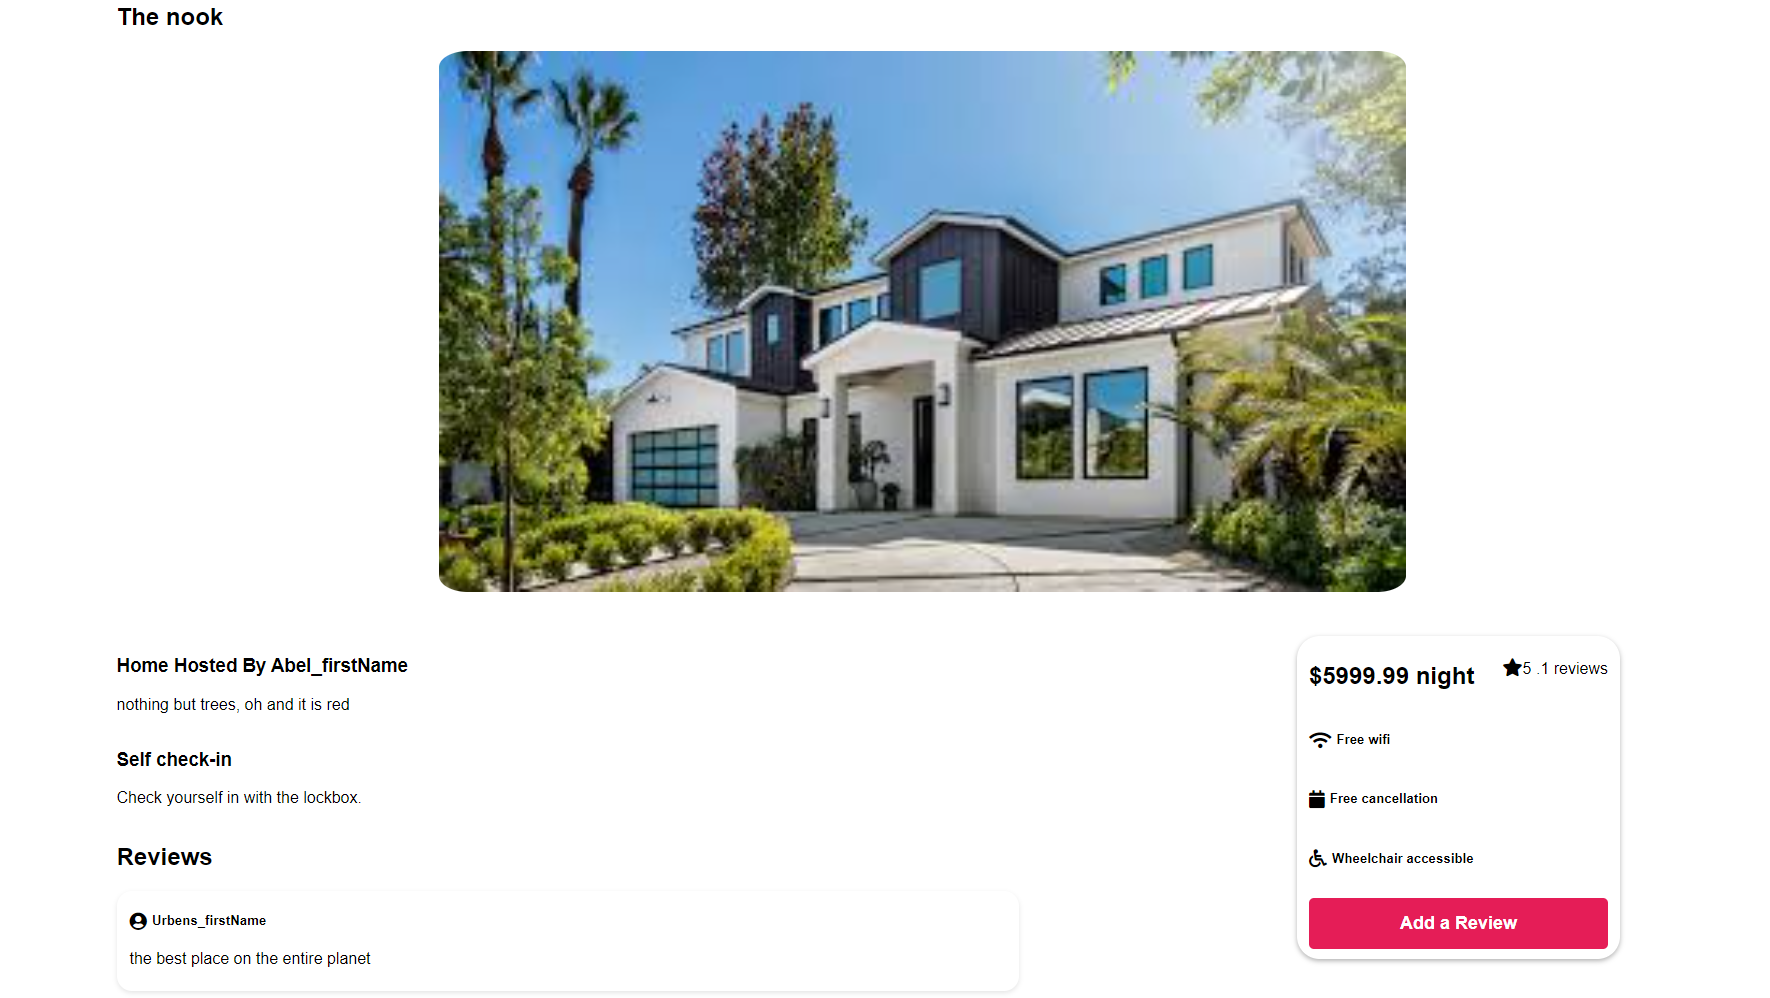 The nook
Home Hosted By Abel_firstName
nothing but trees, oh and it is red
Self check-in
Check yourself in with the lockbox.
Reviews
Urbens_firstName
the best place on the entire planet
$5999.99 night
5 .1 reviews
Free wifi
Free cancellation
Wheelchair accessible
Add a Review